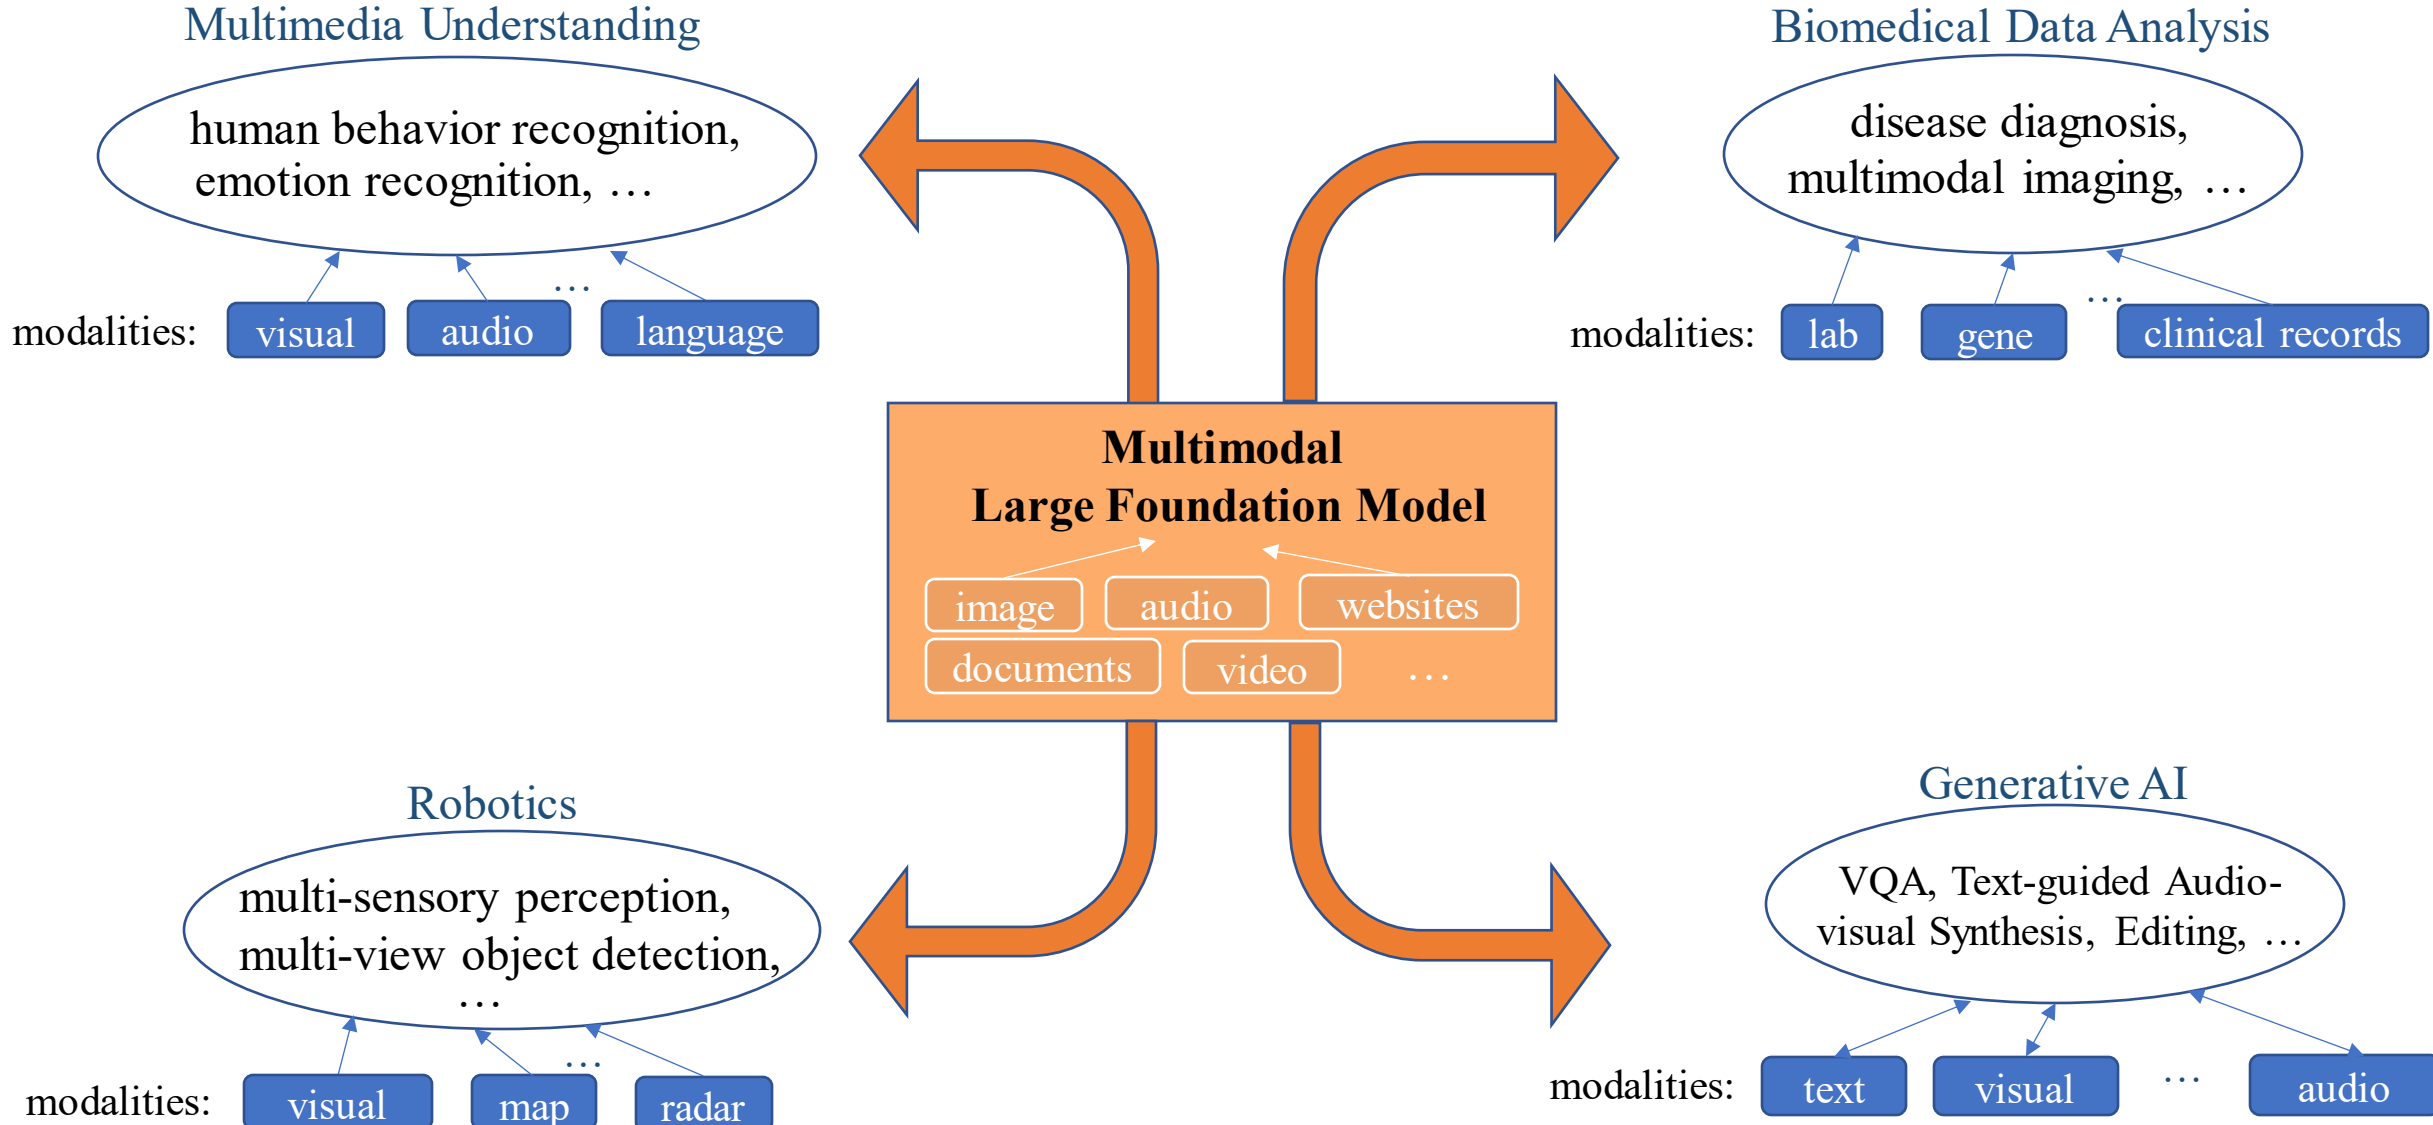 Multimedia Understanding
human behavior recognition,
emotion recognition, …
…
modalities: visual audio language
Biomedical Data Analysis
disease diagnosis,
multimodal imaging, …
…
modalities: lab gene clinical records
Multimodal
Large Foundation Model
image audio websites
documents video …
Robotics
multi-sensory perception,
multi-view object detection,
…
…
modalities: visual map radar
Generative AI
VQA, Text-guided Audio-
visual Synthesis, Editing, …
modalities: text visual … audio